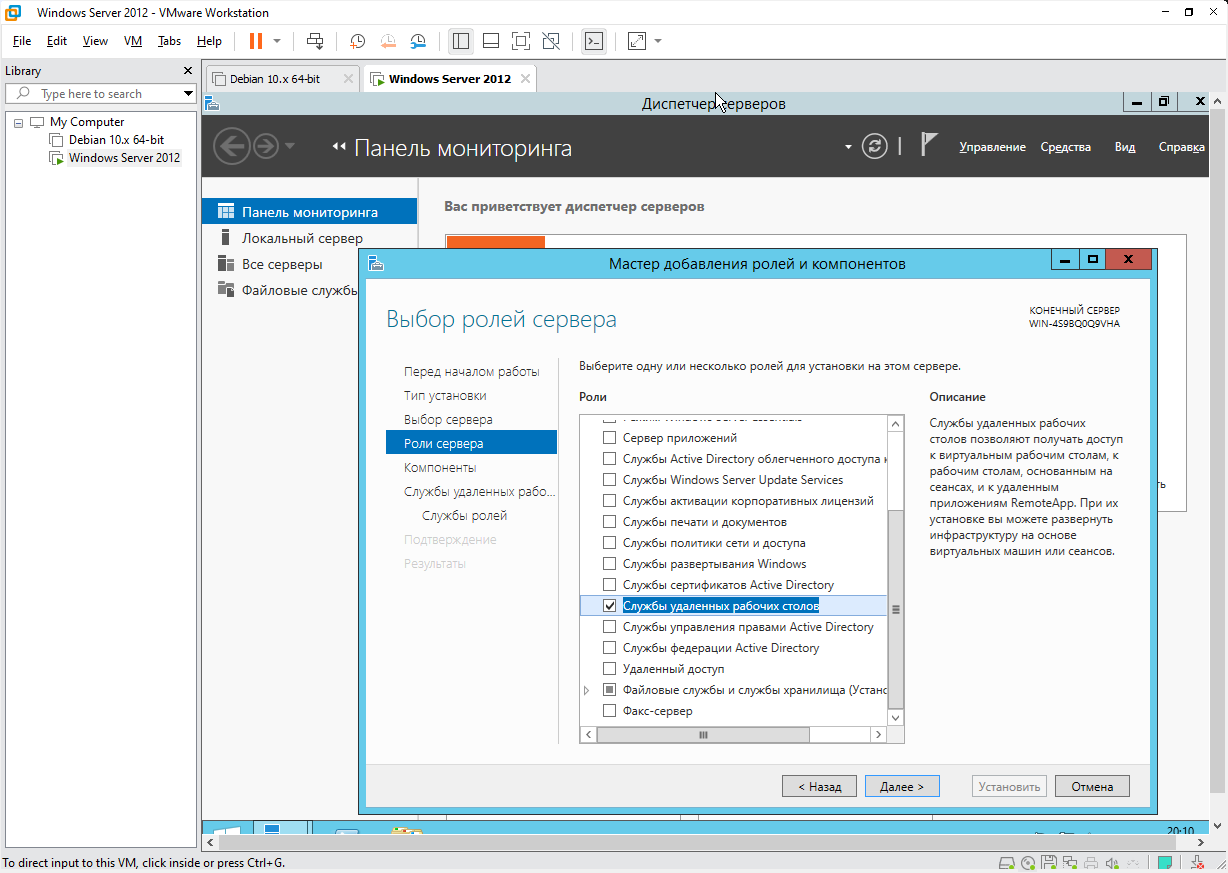 Windows Server 2012 - VMware Workstation
File Edit View VM Tabs Help
Library
Type here to search
My Computer
Debian 10.x 64-bit
Windows Server 2012
Debian 10.x 64-bit
Windows Server 2012
Диспетчер серверов
Панель мониторинга
Управление Средства Вид Справка
Панель мониторинга
Локальный сервер
Все серверы
Файловые службы
Вас приветствует диспетчер серверов
Мастер добавления ролей и компонентов
Выбор ролей сервера
КОНЕЧНЫЙ СЕРВЕР
WIN-4S9BQ0Q9VHA
Перед началом работы
Тип установки
Выбор сервера
Роли сервера
Компоненты
Службы удаленных рабо...
Службы ролей
Подтверждение
Результаты
Выберите одну или несколько ролей для установки на этом сервере.
Роли
Сервер приложений
Службы Active Directory облегченного доступа к
Службы Windows Server Update Services
Службы активации корпоративных лицензий
Службы печати и документов
Службы политики сети и доступа
Службы развертывания Windows
Службы сертификатов Active Directory
Службы удаленных рабочих столов
Службы управления правами Active Directory
Службы федерации Active Directory
Удаленный доступ
Файловые службы и службы хранилища (Устано
Факс-сервер
Описание
Службы удаленных рабочих
столов позволяют получать доступ
к виртуальным рабочим столам, к
рабочим столам, основанным на
сеансах, и к удаленным
приложениям RemoteApp. При их
установке вы можете развернуть
инфраструктуру на основе
виртуальных машин или сеансов.
ть
< Назад Далее > Установить Отмена
20:10
To direct input to this VM, click inside or press Ctrl+G.